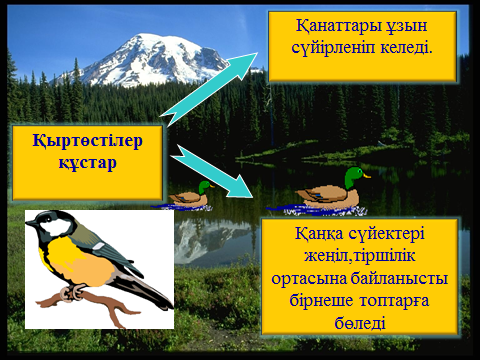 Қанаттары ұзын
сүйірленіп келеді.
Қыртөстілер
құстар
Қаңқа сүйектері
жеңіл,тіршілік
ортасына байланысты
бірнеше топтарға
бөледі